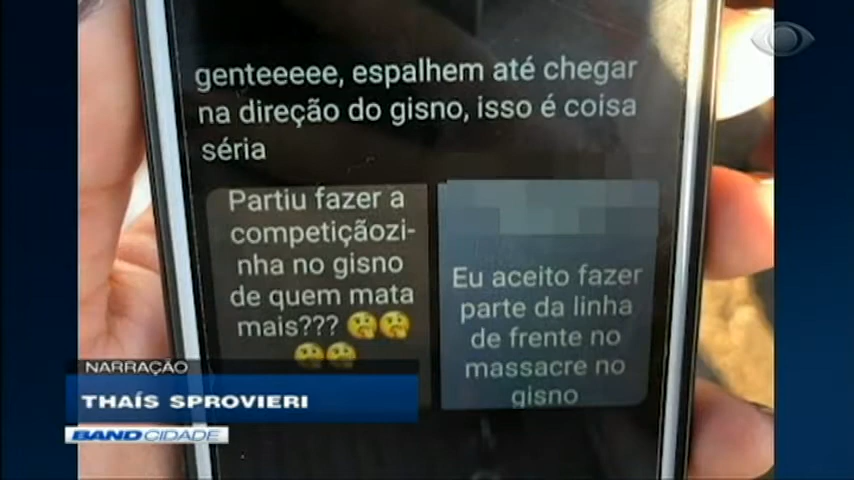 genteeeeee, espalhem até chegar
na direção do gisno, isso é coisa
séria
Partiu fazer a
competiçãozi-
nha no gisno
de quem mata
mais??? 🤔🤔
🤔🤔
Eu aceito fazer
parte da linha
de frente no
massacre no
gisno
NARRAÇÃO
THAÍS SPROVIERI
BAND CIDADE